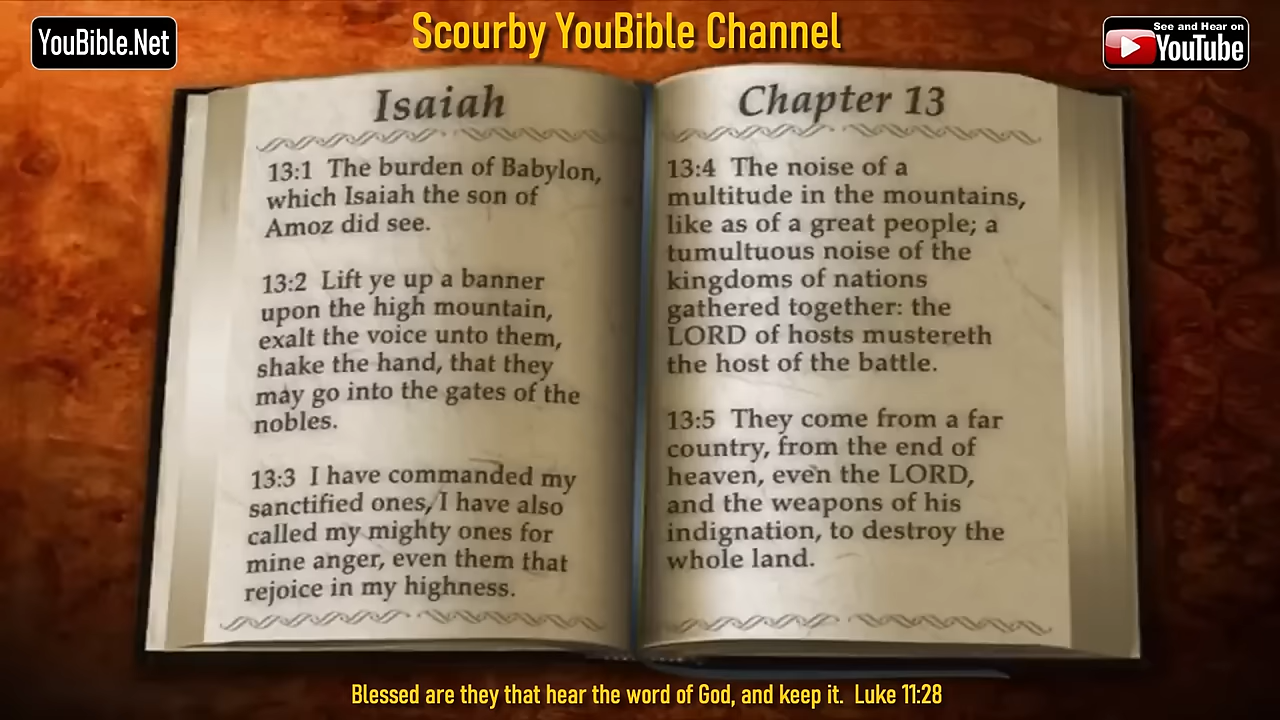 YouBible.Net
Scourby YouBible Channel
See and Hear on
YouTube
Isaiah
13:1 The burden of Babylon,
which Isaiah the son of
Amoz did see.
13:2 Lift ye up a banner
upon the high mountain,
exalt the voice unto them,
shake the hand, that they
may go into the gates of the
nobles.
13:3 I have commanded my
sanctified ones, I have also
called my mighty ones for
mine anger, even them that
rejoice in my highness.
Chapter 13
13:4 The noise of a
multitude in the mountains,
like as of a great people; a
tumultuous noise of the
kingdoms of nations
gathered together: the
LORD of hosts mustereth
the host of the battle.
13:5 They come from a far
country, from the end of
heaven, even the LORD,
and the weapons of his
indignation, to destroy the
whole land.
Blessed are they that hear the word of God, and keep it. Luke 11:28